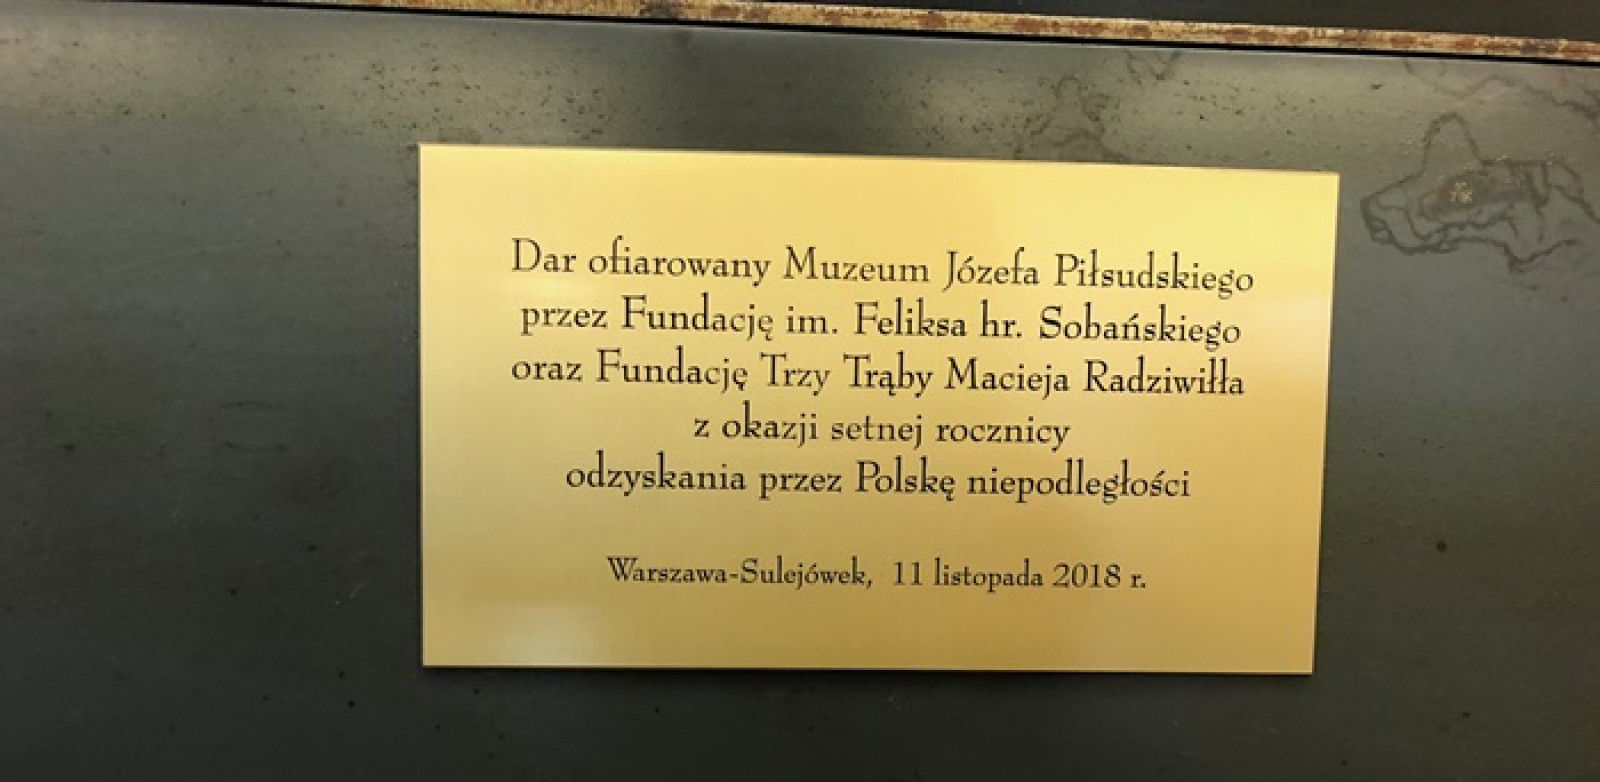 Dar ofiarowany Muzeum Józefa Piłsudskiego
przez Fundację im. Feliksa hr. Sobańskiego
oraz Fundację Trzy Trąby Macieja Radziwiłła
z okazji setnej rocznicy
odzyskania przez Polskę niepodległości
Warszawa-Sulejówek, 11 listopada 2018 r.